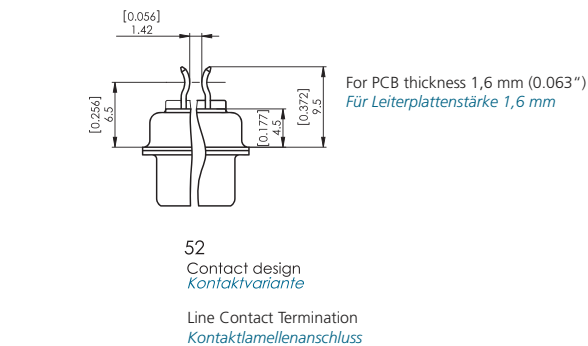 [0.056]
1.42
For PCB thickness 1,6 mm (0.063“)
Für Leiterplattenstärke 1,6 mm
[0.256]
6.5
[0.177]
4.5
[0.372]
9.5
52
Contact design
Kontaktvariante
Line Contact Termination
Kontaktlamellenanschluss